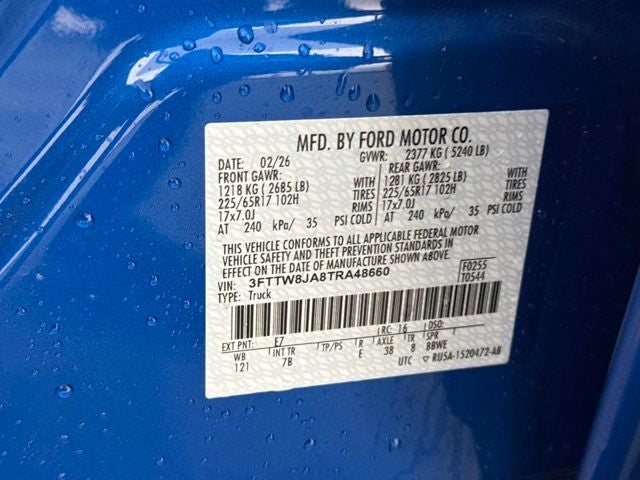 MFD. BY FORD MOTOR CO.
DATE: 02/26 GVWR: 2377 KG ( 5240 LB)
FRONT GAWR: REAR GAWR:
1218 KG ( 2685 LB) WITH 1281 KG ( 2825 LB) WITH
225/65R17 102H TIRES 225/65R17 102H TIRES
17x7.0J RIMS 17x7.0J RIMS
AT 240 kPa/ 35 PSI COLD AT 240 kPa/ 35 PSI COLD
THIS VEHICLE CONFORMS TO ALL APPLICABLE FEDERAL MOTOR
VEHICLE SAFETY AND THEFT PREVENTION STANDARDS IN
EFFECT ON THE DATE OF MANUFACTURE SHOWN ABOVE.
VIN: 3FTTW8JA8TRA48660 F0255
TYPE: Truck T0S44
RC: 16 DSO:
EXT PNT: E7
WB INT TR TP/PS R AXLE TR SPR
121 7B E 38 8 BBWE
UTC ▽ RU5A-1520472-AB